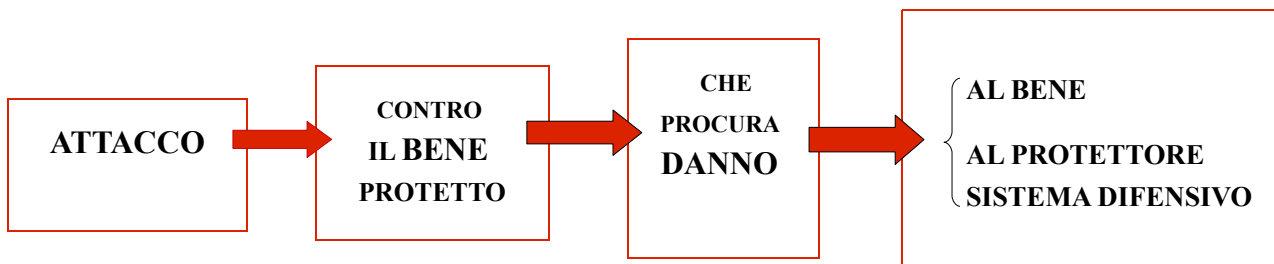 ATTACCO
CONTRO
IL BENE
PROTETTO
CHE
PROCURA
DANNO
AL BENE
AL PROTETTORE
SISTEMA DIFENSIVO